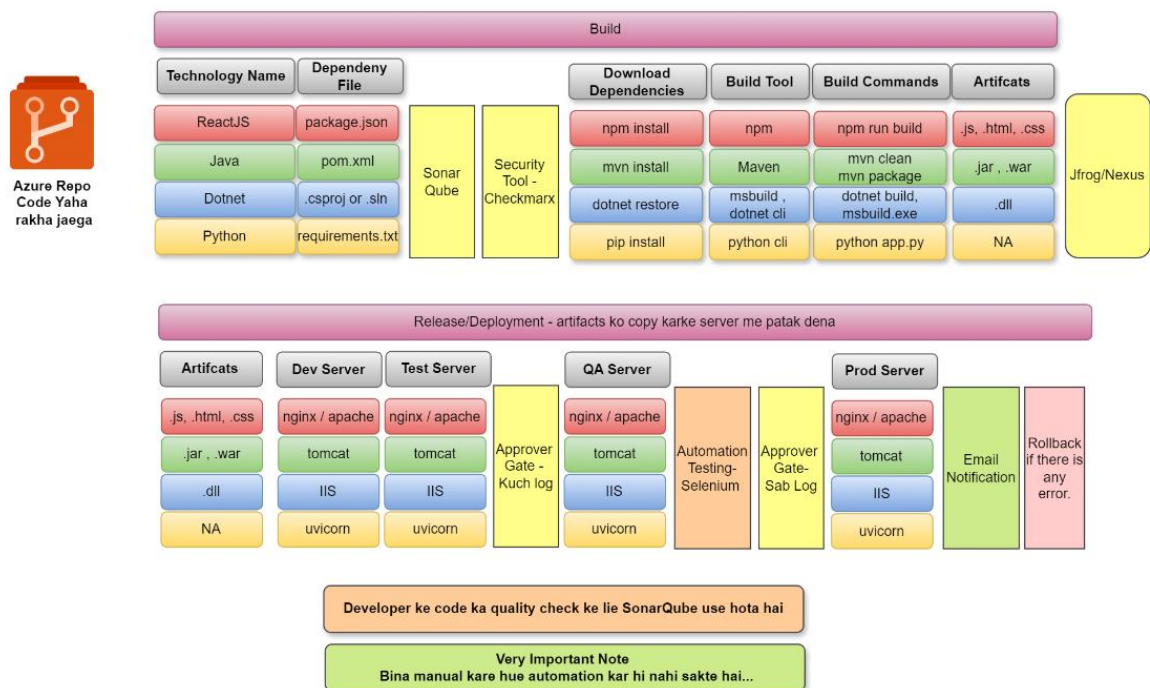 Build
Technology Name
Dependeny
File
Download
Dependencies
Build Tool
Build Commands
Artifcats
ReactJS
package.json
npm install
npm
npm run build
.js, .html, .css
Java
pom.xml
mvn install
Maven
mvn clean
mvn package
.jar , .war
Dotnet
.csproj or .sln
dotnet restore
msbuild ,
dotnet cli
dotnet build,
msbuild.exe
.dll
Python
requirements.txt
pip install
python cli
python app.py
NA
Sonar
Qube
Security
Tool -
Checkmarx
Jfrog/Nexus
Azure Repo
Code Yaha
rakha jaega
Release/Deployment - artifacts ko copy karke server me patak dena
Artifcats
Dev Server
Test Server
QA Server
Prod Server
.js, .html, .css
nginx / apache
nginx / apache
nginx / apache
nginx / apache
.jar , .war
tomcat
tomcat
tomcat
tomcat
.dll
IIS
IIS
IIS
IIS
NA
uvicorn
uvicorn
uvicorn
uvicorn
Approver
Gate -
Kuch log
Automation
Testing-
Selenium
Approver
Gate-
Sab Log
Email
Notification
Rollback
if there is
any
error.
Developer ke code ka quality check ke lie SonarQube use hota hai
Very Important Note
Bina manual kare hue automation kar hi nahi sakte hai...